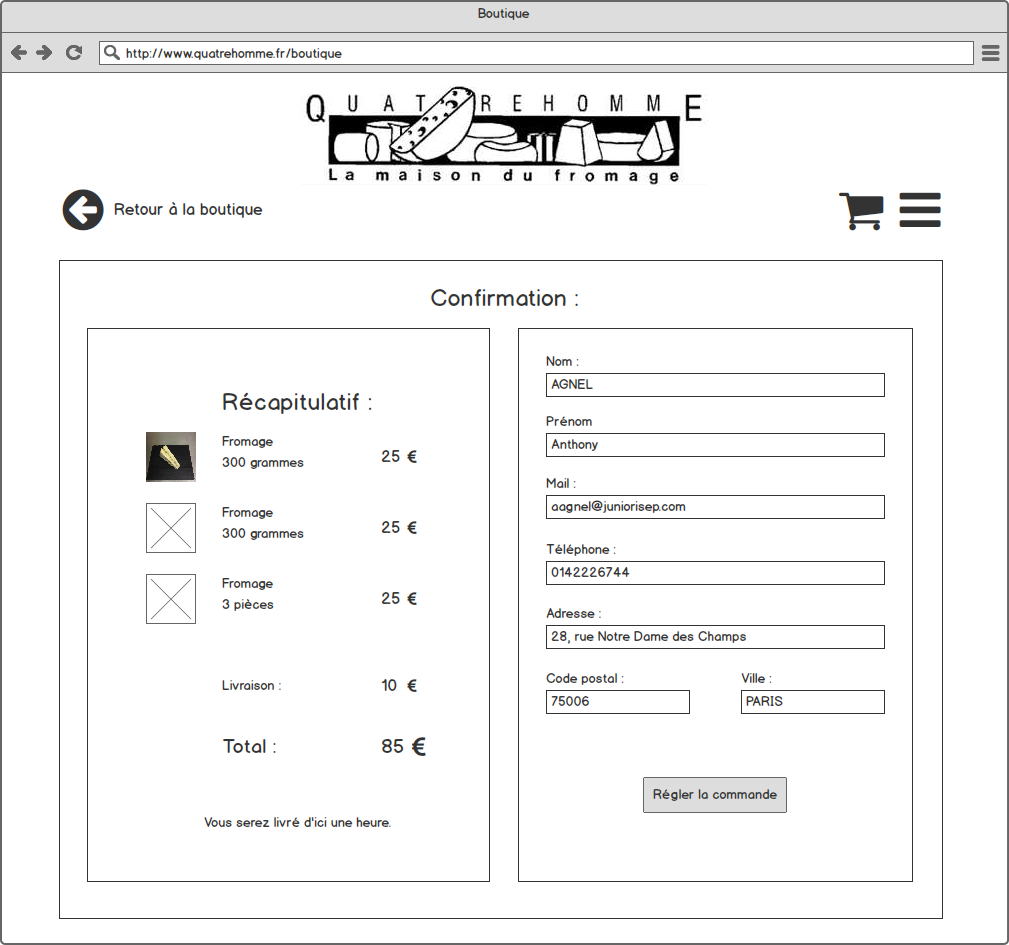 Boutique
http://www.quatrehomme.fr/boutique
QUATREHOMME
La maison du fromage
Retour à la boutique
Confirmation :
Récapitulatif :
Fromage
300 grammes
25 €
Fromage
300 grammes
25 €
Fromage
3 pièces
25 €
Livraison :
10 €
Total :
85 €
Vous serez livré d'ici une heure.
Nom :
AGNEL
Prénom
Anthony
Mail :
aagnel@juniorisep.com
Téléphone :
0142226744
Adresse :
28, rue Notre Dame des Champs
Code postal :
75006
Ville :
PARIS
Régler la commande